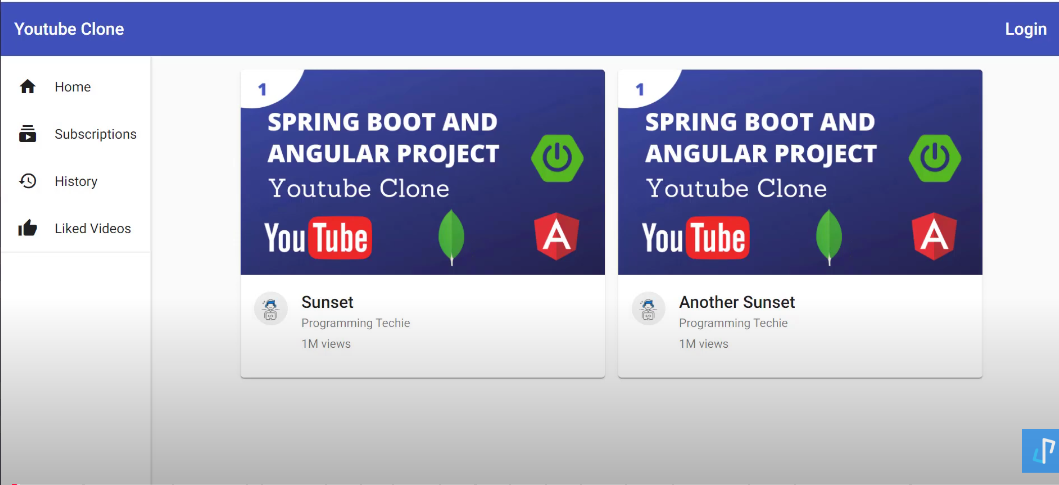 Youtube Clone
Login
Home
Subscriptions
History
Liked Videos
1
SPRING BOOT AND
ANGULAR PROJECT
Youtube Clone
YouTube
A
Sunset
Programming Techie
1M views
1
SPRING BOOT AND
ANGULAR PROJECT
Youtube Clone
YouTube
A
Another Sunset
Programming Techie
1M views